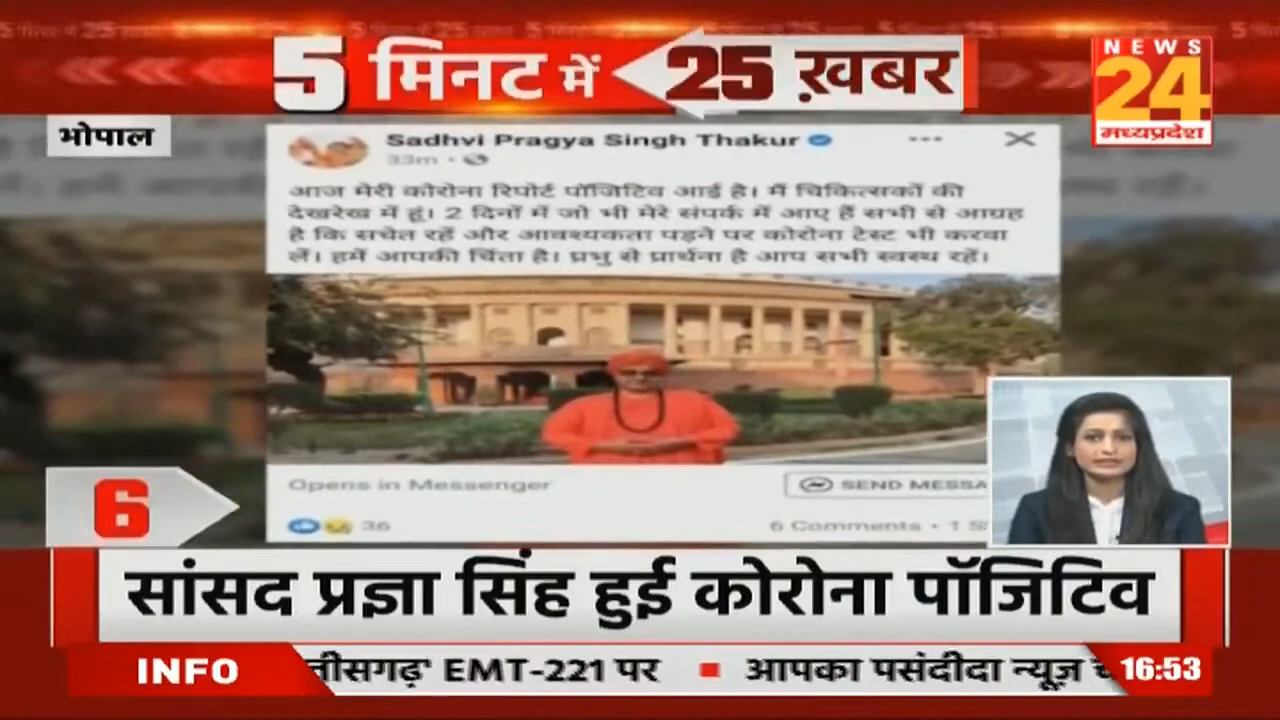 5 मिनट में 25 ख़बर
NEWS
24
मध्यप्रदेश
भोपाल
Sadhvi Pragya Singh Thakur
33m
आज मेरी कोरोना रिपोर्ट पॉजिटिव आई है। मैं चिकित्सकों की
देखरेख में हूं। 2 दिनों में जो भी मेरे संपर्क में आए हैं सभी से आग्रह
है कि सचेत रहें और आवश्यकता पड़ने पर कोरोना टेस्ट भी करवा
लें। हमें आपकी चिंता है। प्रभु से प्रार्थना है आप सभी स्वस्थ रहें।
Opens in Messenger
SEND MESSA
36
6 Comments • 1 S
6
सांसद प्रज्ञा सिंह हुई कोरोना पॉजिटिव
INFO
तीसगढ़' EMT-221 पर ■ आपका पसंदीदा न्यूज़
16:53